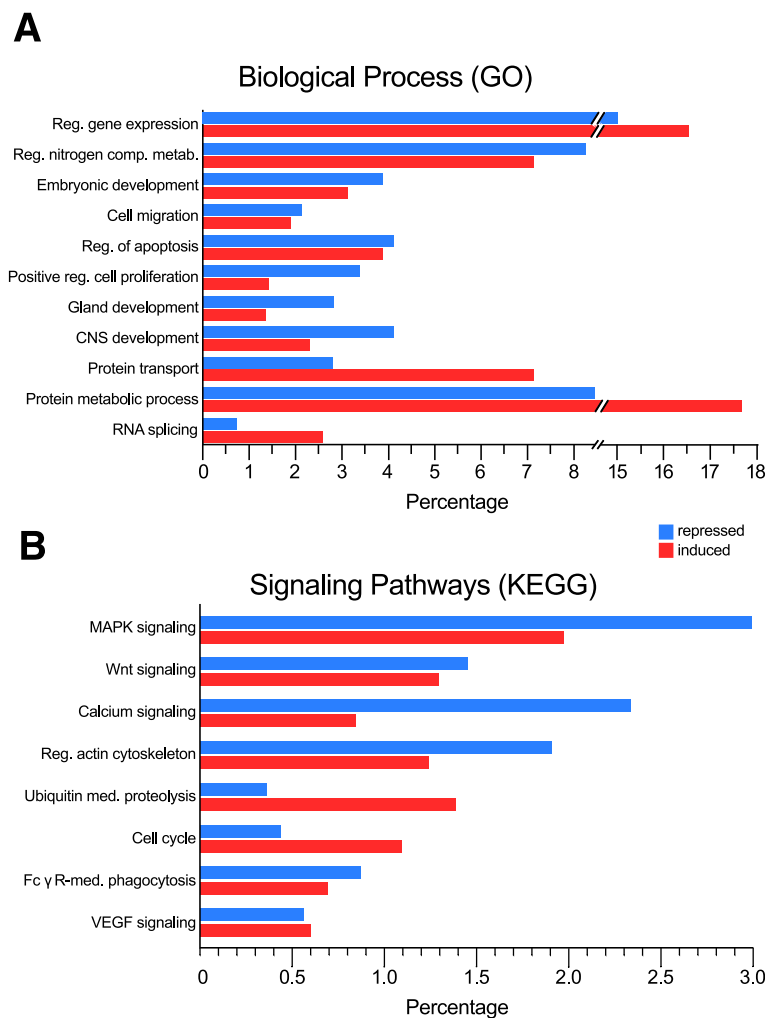 A
Biological Process (GO)
Reg. gene expression
Reg. nitrogen comp. metab.
Embryonic development
Cell migration
Reg. of apoptosis
Positive reg. cell proliferation
Gland development
CNS development
Protein transport
Protein metabolic process
RNA splicing
0 1 2 3 4 5 6 7 8 15 16 17 18
Percentage
repressed
induced
B
Signaling Pathways (KEGG)
MAPK signaling
Wnt signaling
Calcium signaling
Reg. actin cytoskeleton
Ubiquitin med. proteolysis
Cell cycle
Fc γ R-med. phagocytosis
VEGF signaling
0 0.5 1.0 1.5 2.0 2.5 3.0
Percentage